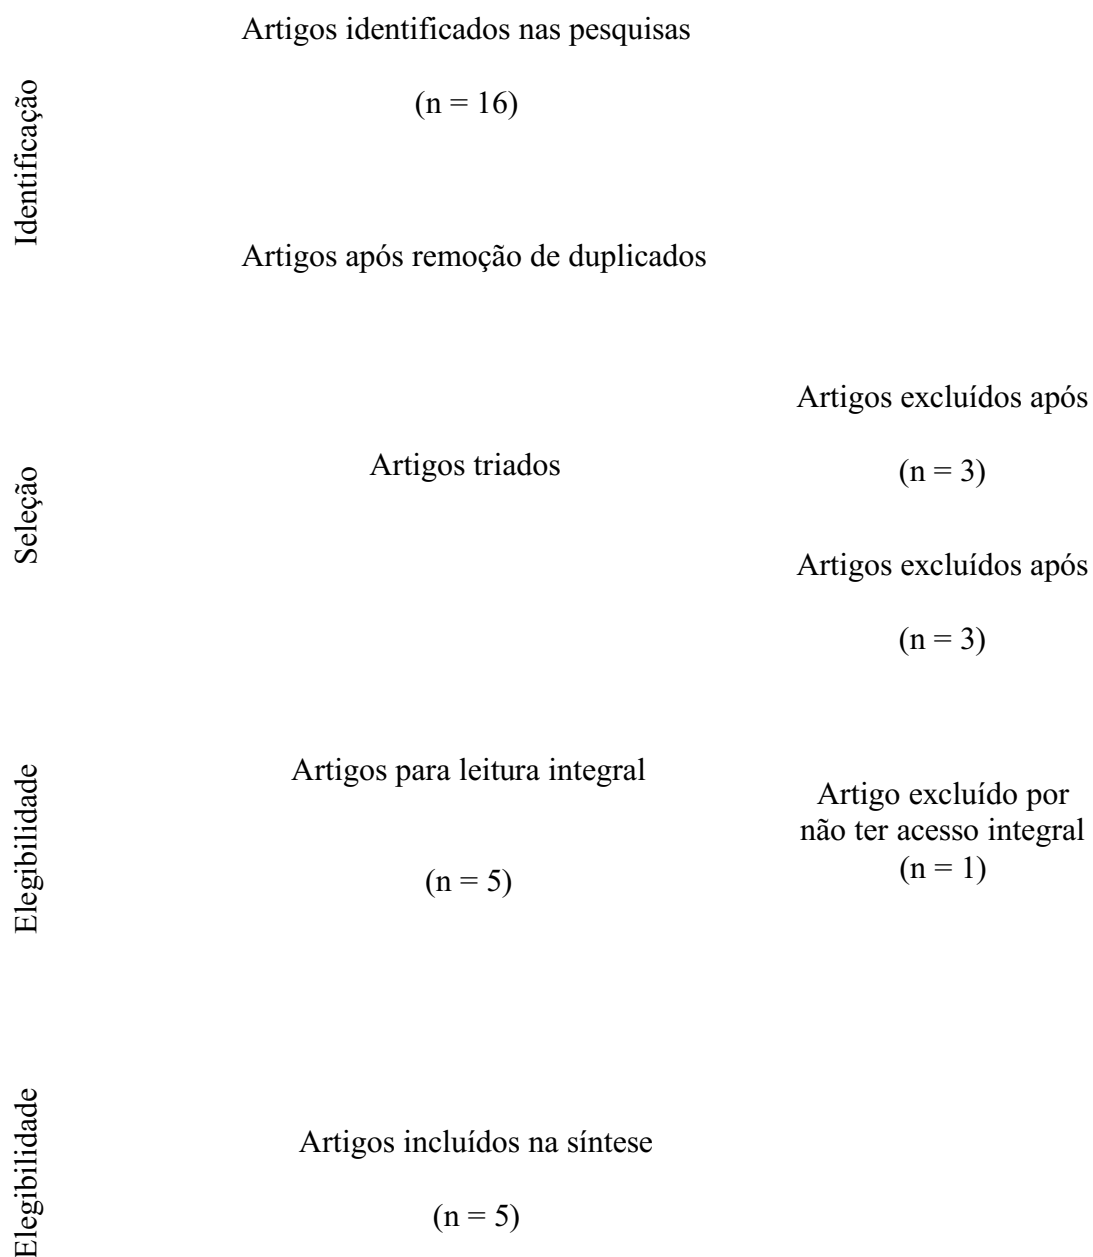 Identificação
Artigos identificados nas pesquisas
(n = 16)
Artigos após remoção de duplicados
Seleção
Artigos triados
Artigos excluídos após
(n = 3)
Artigos excluídos após
(n = 3)
Elegibilidade
Artigos para leitura integral
(n = 5)
Artigo excluído por
não ter acesso integral
(n = 1)
Elegibilidade
Artigos incluídos na síntese
(n = 5)